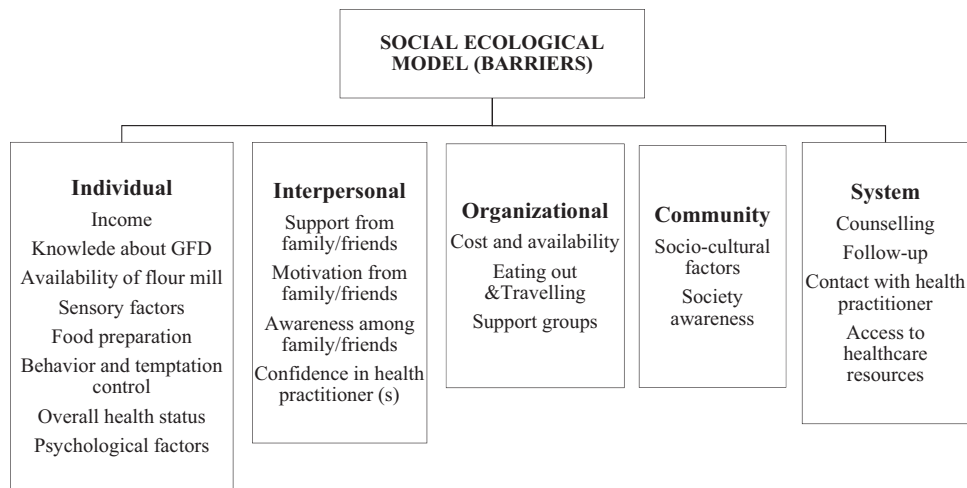 SOCIAL ECOLOGICAL
MODEL (BARRIERS)
Individual
Income
Knowlede about GFD
Availability of flour mill
Sensory factors
Food preparation
Behavior and temptation
control
Overall health status
Psychological factors
Interpersonal
Support from
family/friends
Motivation from
family/friends
Awareness among
family/friends
Confidence in health
practitioner (s)
Organizational
Cost and availability
Eating out
&Travelling
Support groups
Community
Socio-cultural
factors
Society
awareness
System
Counselling
Follow-up
Contact with health
practitioner
Access to
healthcare
resources